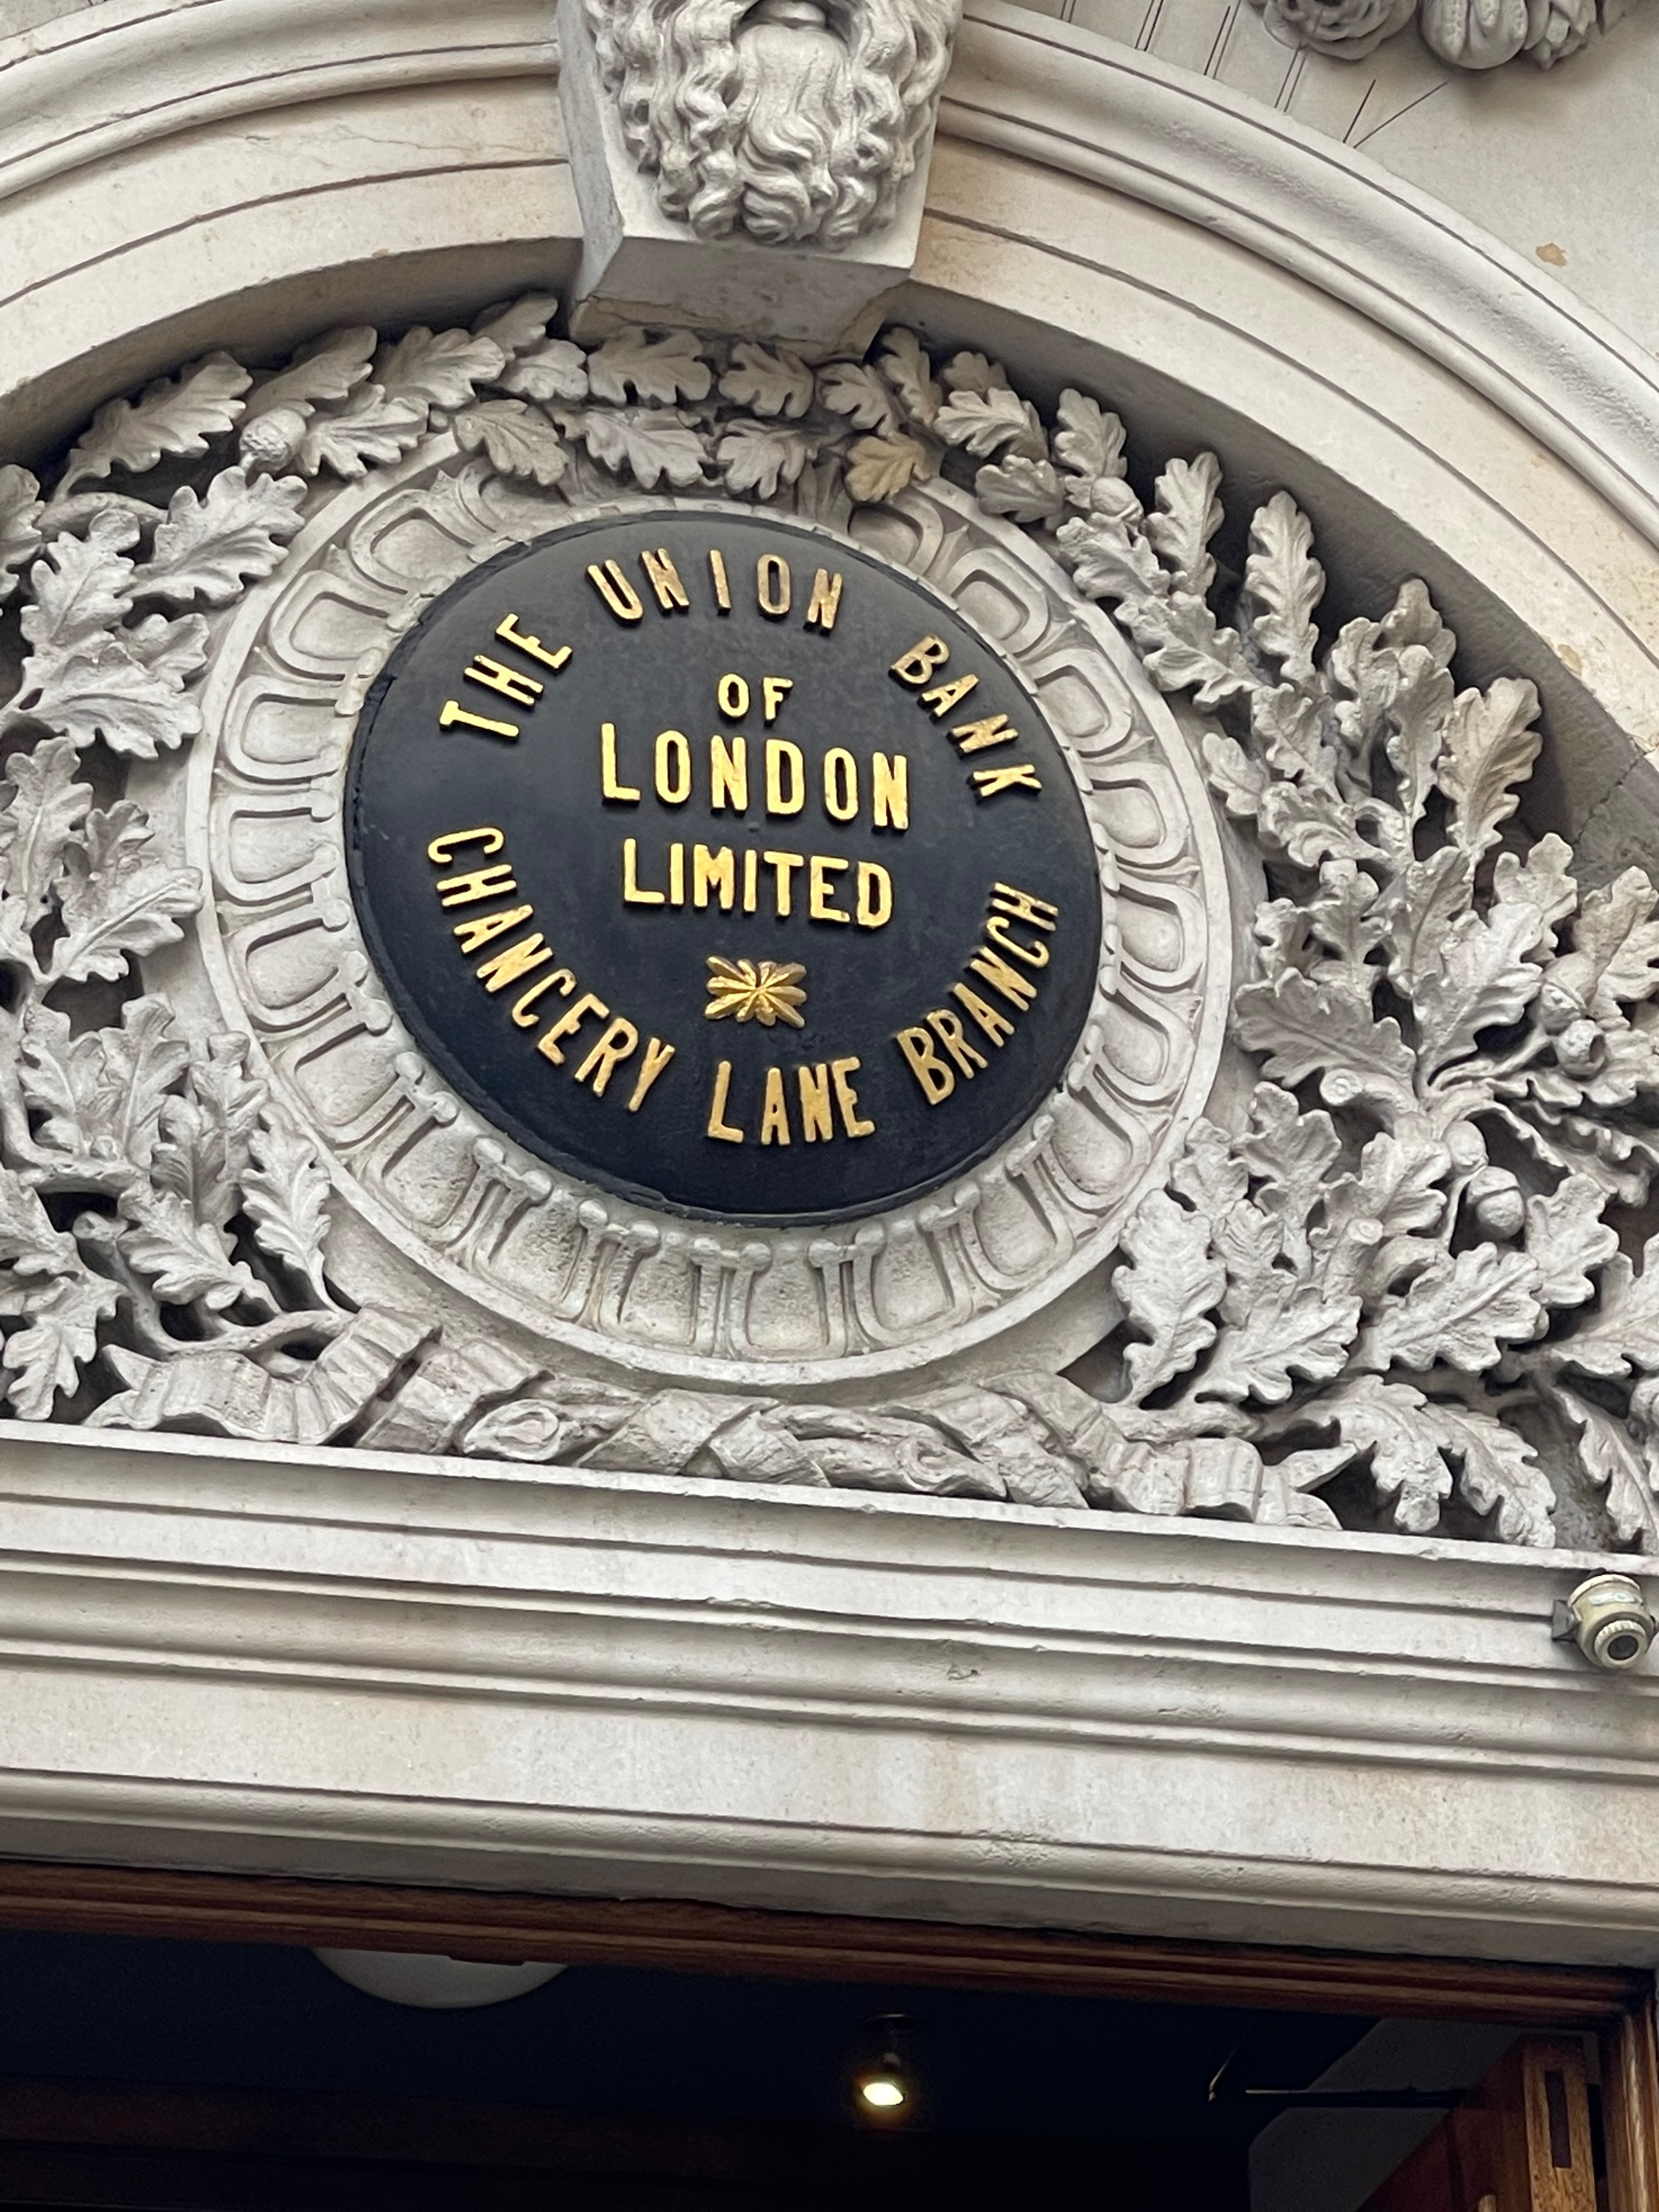 THE UNION BANK
OF
LONDON
LIMITED
CHANCERY LANE BRANCH